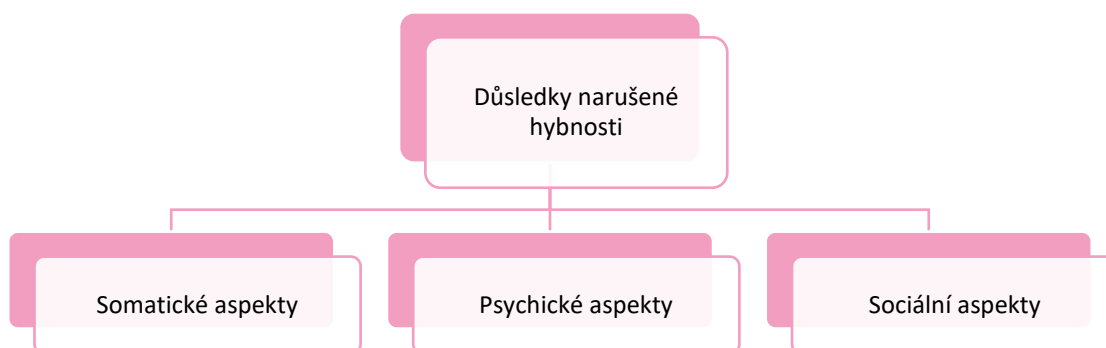 Důsledky narušené
hybnosti
Somatické aspekty
Psychické aspekty
Sociální aspekty